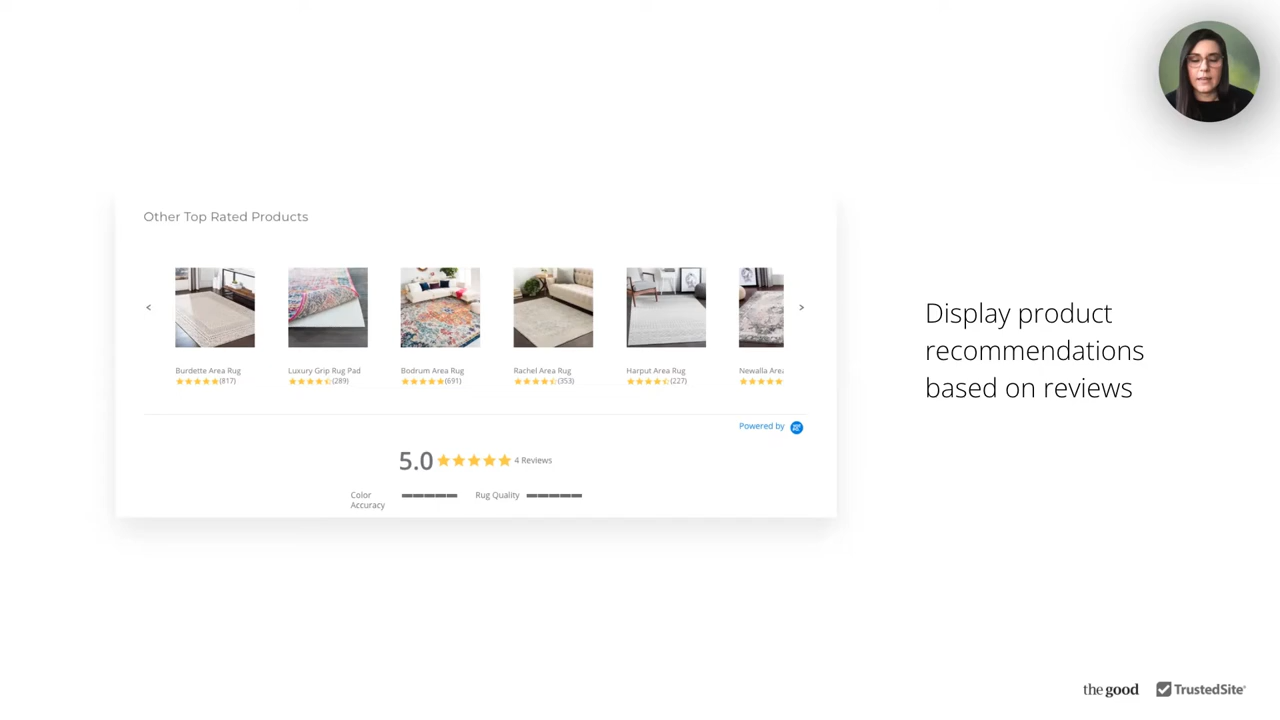 Other Top Rated Products
<
>
Burdette Area Rug
(817)
Luxury Grip Rug Pad
(289)
Bodrum Area Rug
(691)
Rachel Area Rug
(353)
Harput Area Rug
(227)
Newalla Area
Powered by
5.0
4 Reviews
Color
Accuracy
Rug Quality
Display product
recommendations
based on reviews
the good
TrustedSite